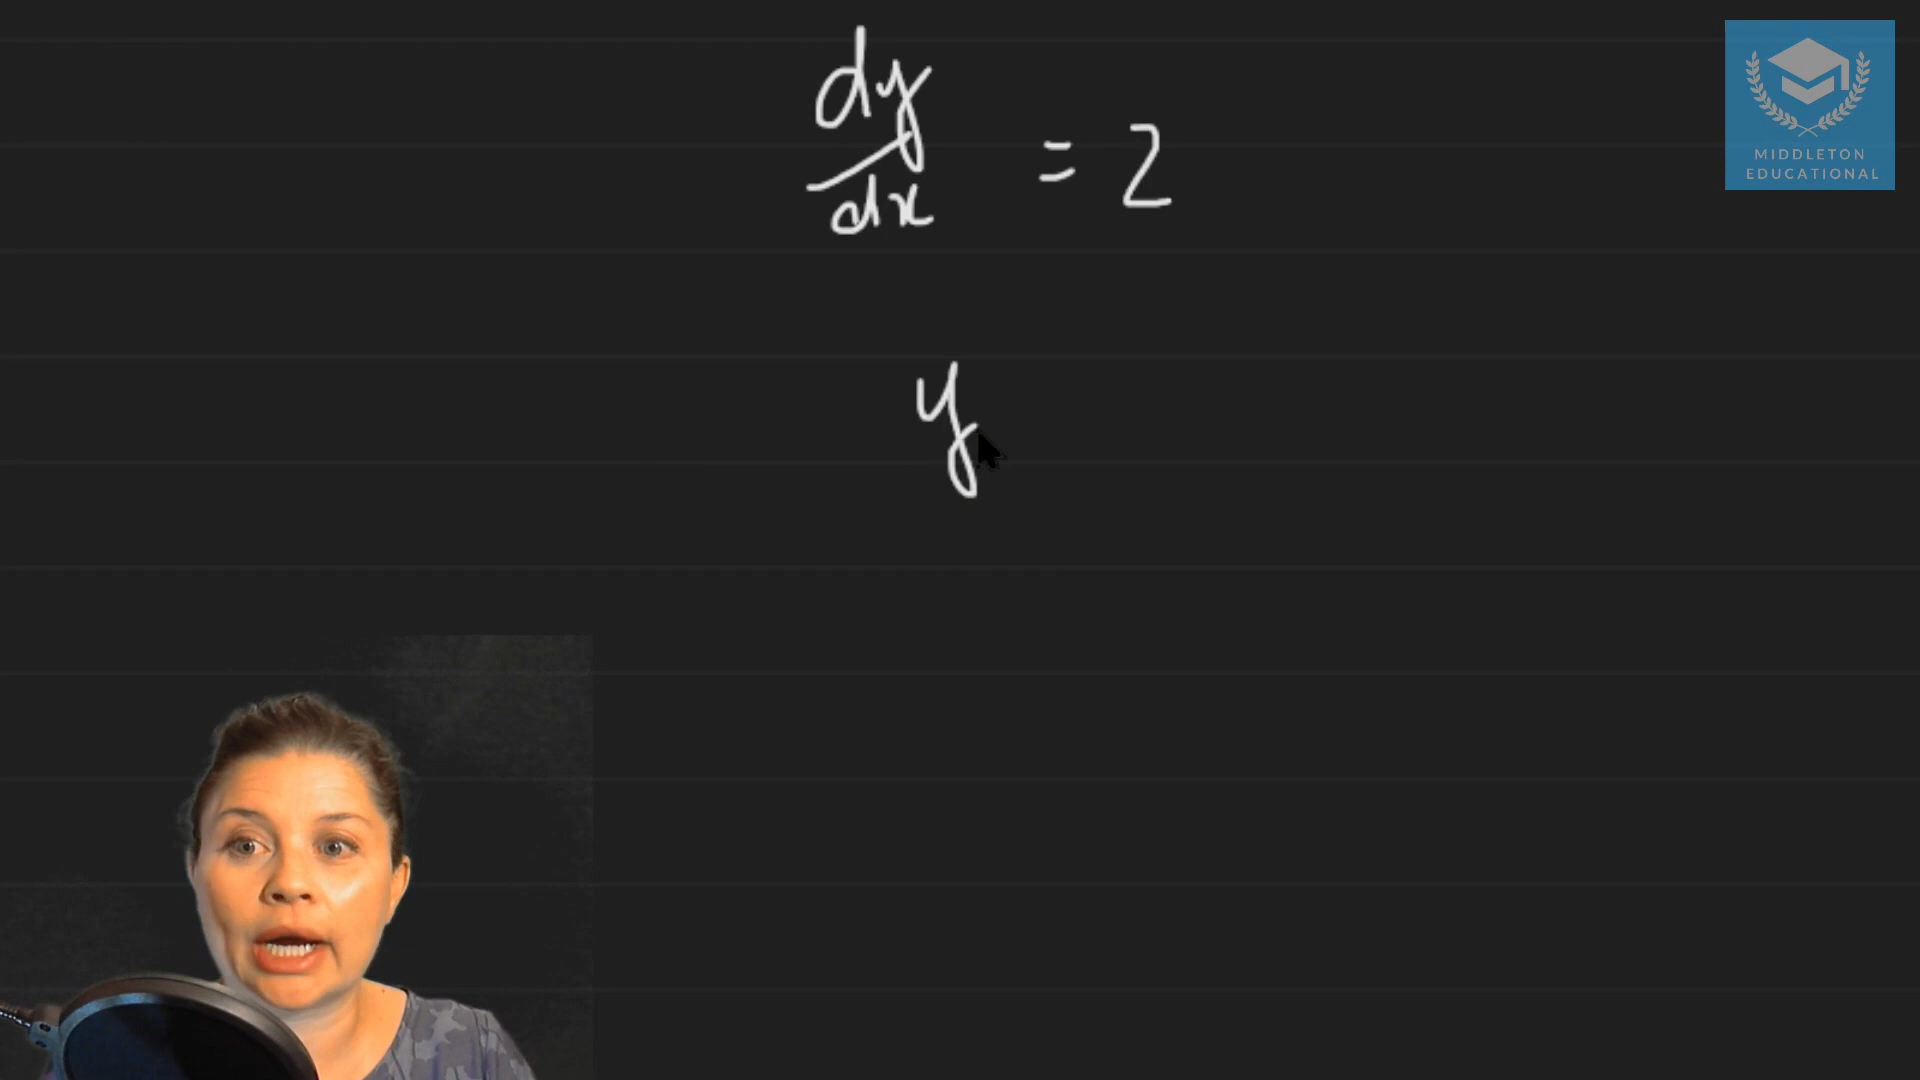 dy/dx = 2
y
MIDDLETON
EDUCATIONAL